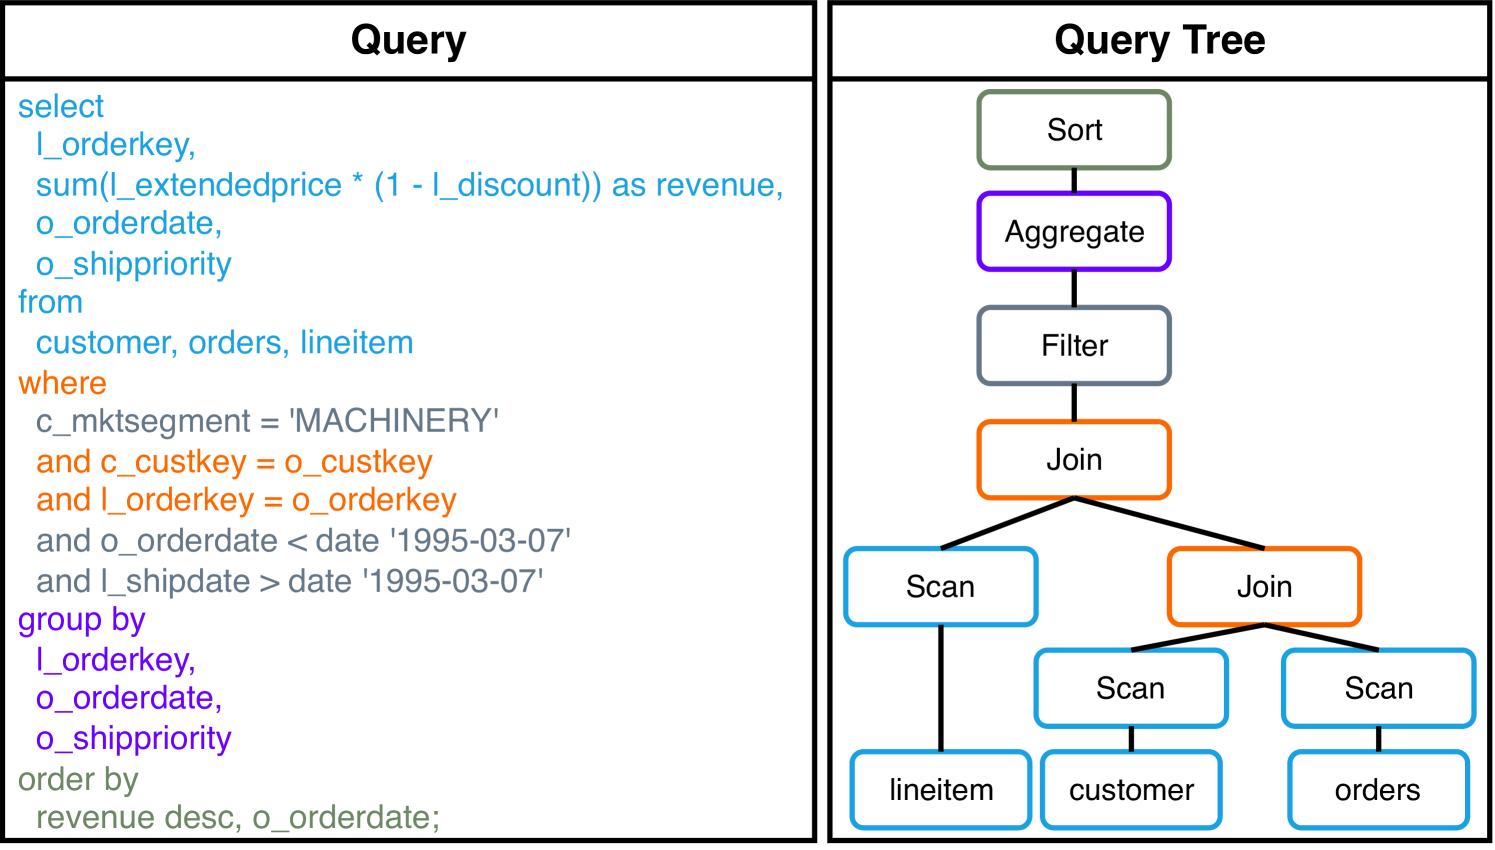 Query
select
l_orderkey,
sum(l_extendedprice * (1 - l_discount)) as revenue,
o_orderdate,
o_shippriority
from
customer, orders, lineitem
where
c_mktsegment = 'MACHINERY'
and c_custkey = o_custkey
and l_orderkey = o_orderkey
and o_orderdate < date '1995-03-07'
and l_shipdate > date '1995-03-07'
group by
l_orderkey,
o_orderdate,
o_shippriority
order by
revenue desc, o_orderdate;
Query Tree
Sort
Aggregate
Filter
Join
Scan
Join
Scan
Scan
lineitem
customer
orders